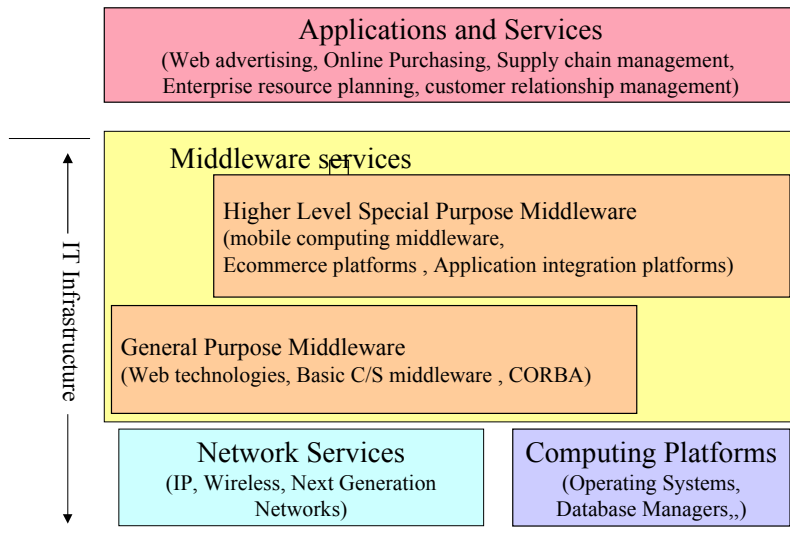 Applications and Services
(Web advertising, Online Purchasing, Supply chain management,
Enterprise resource planning, customer relationship management)
Middleware services
Higher Level Special Purpose Middleware
(mobile computing middleware,
Ecommerce platforms , Application integration platforms)
IT Infrastructure
General Purpose Middleware
(Web technologies, Basic C/S middleware , CORBA)
Network Services
(IP, Wireless, Next Generation
Networks)
Computing Platforms
(Operating Systems,
Database Managers,,)